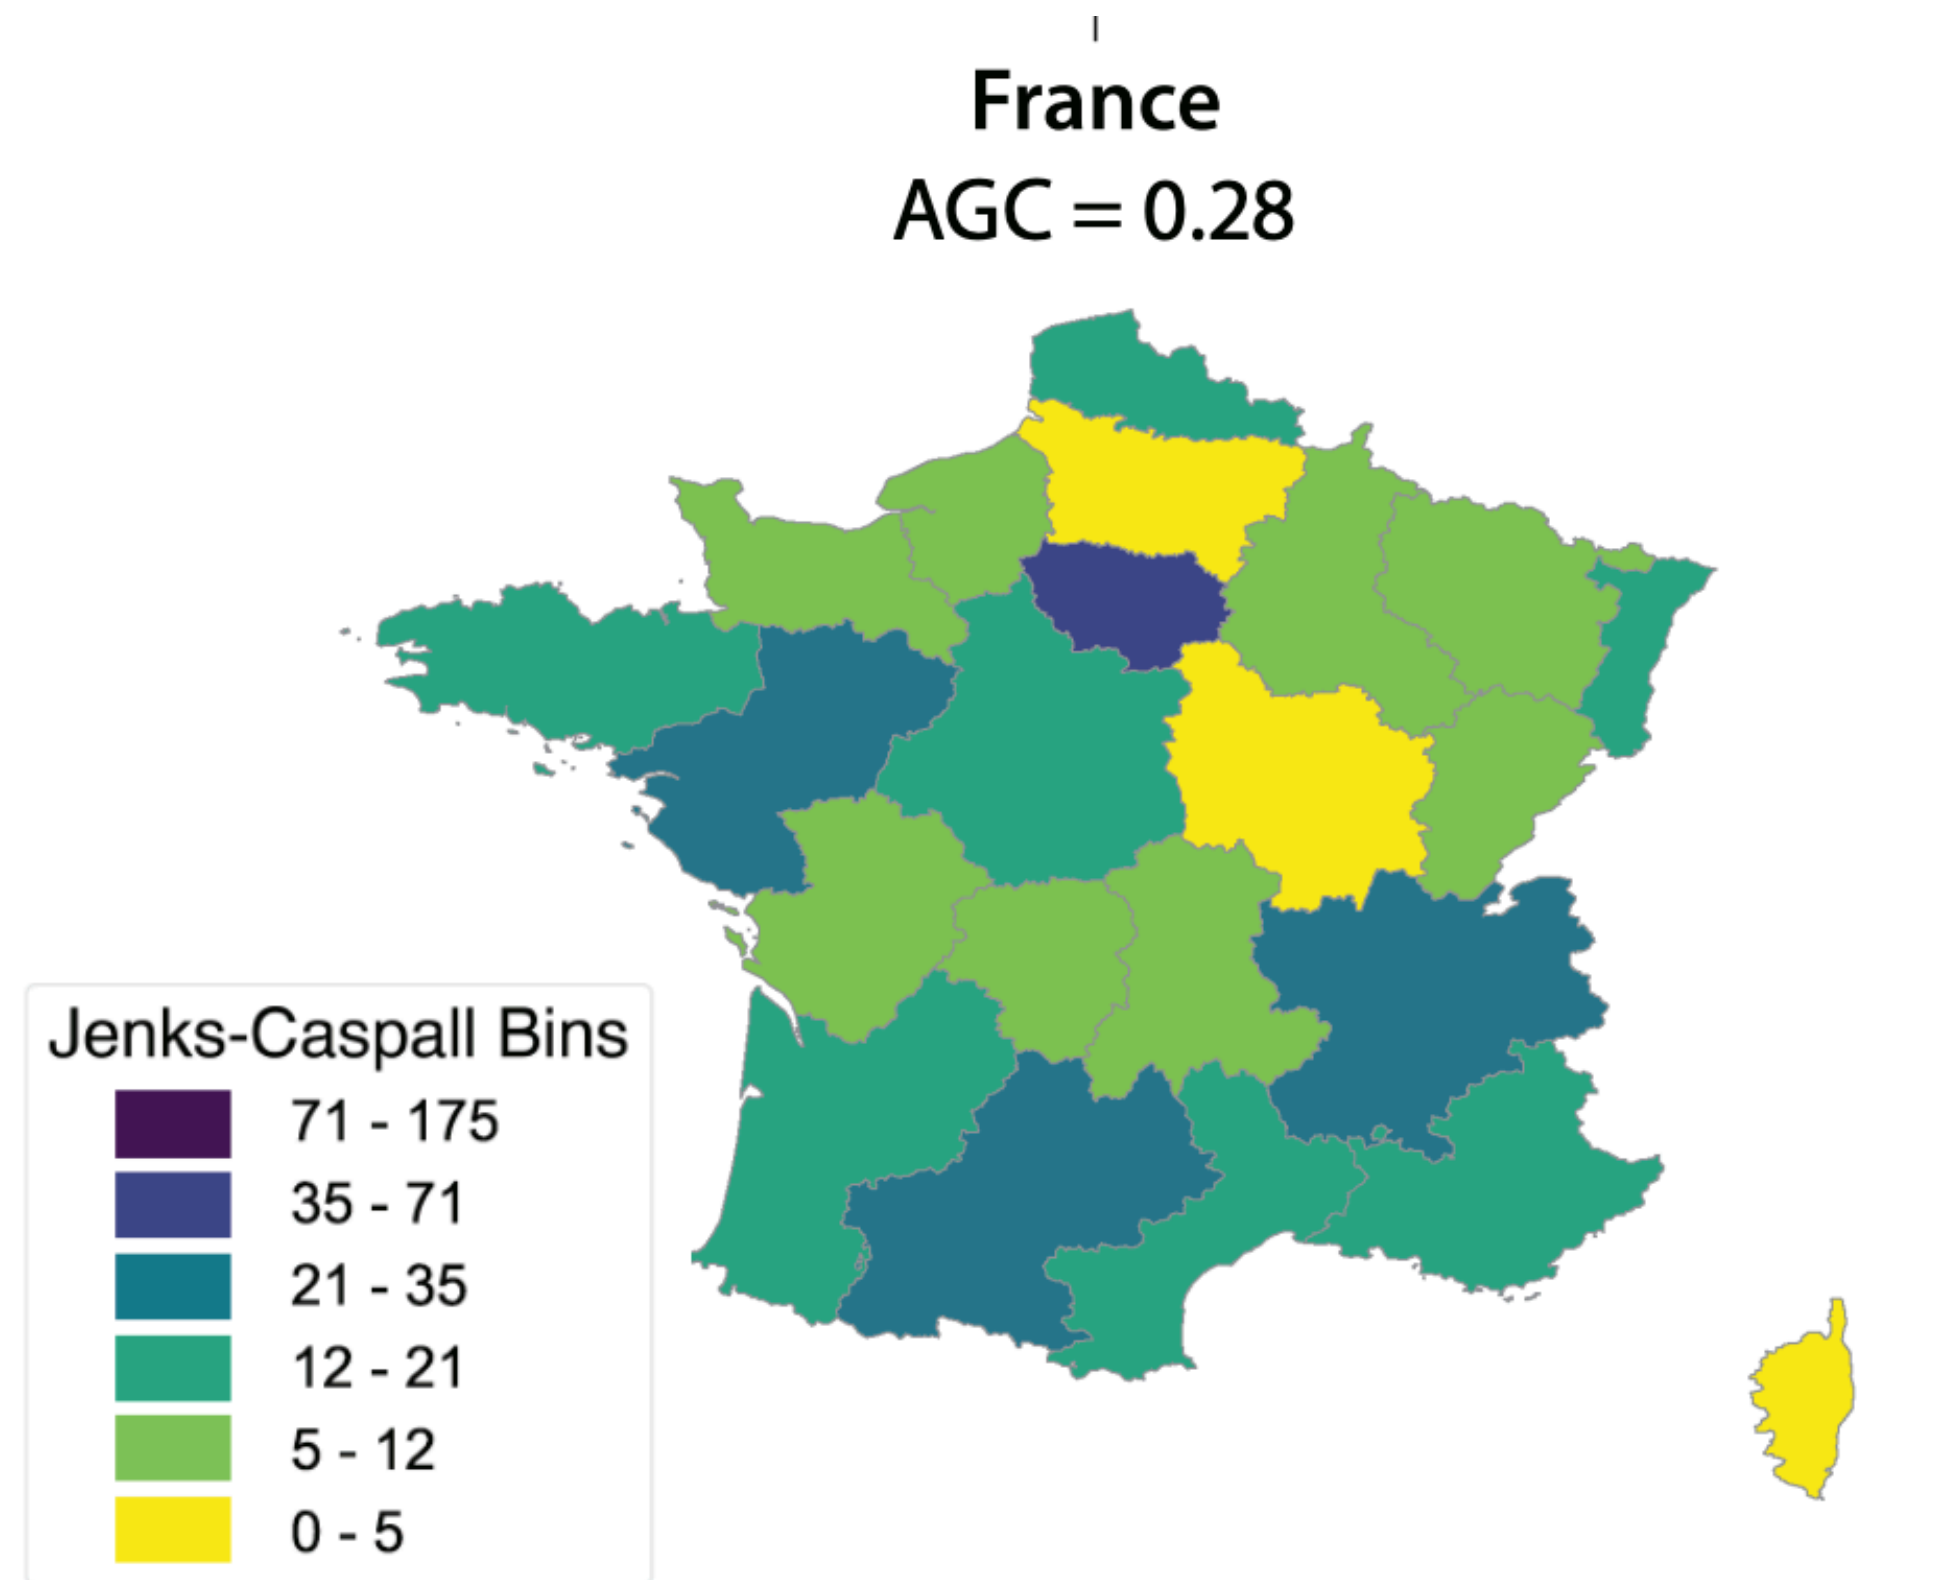 France
AGC = 0.28
Jenks-Caspall Bins
71 - 175
35 - 71
21 - 35
12 - 21
5 - 12
0 - 5